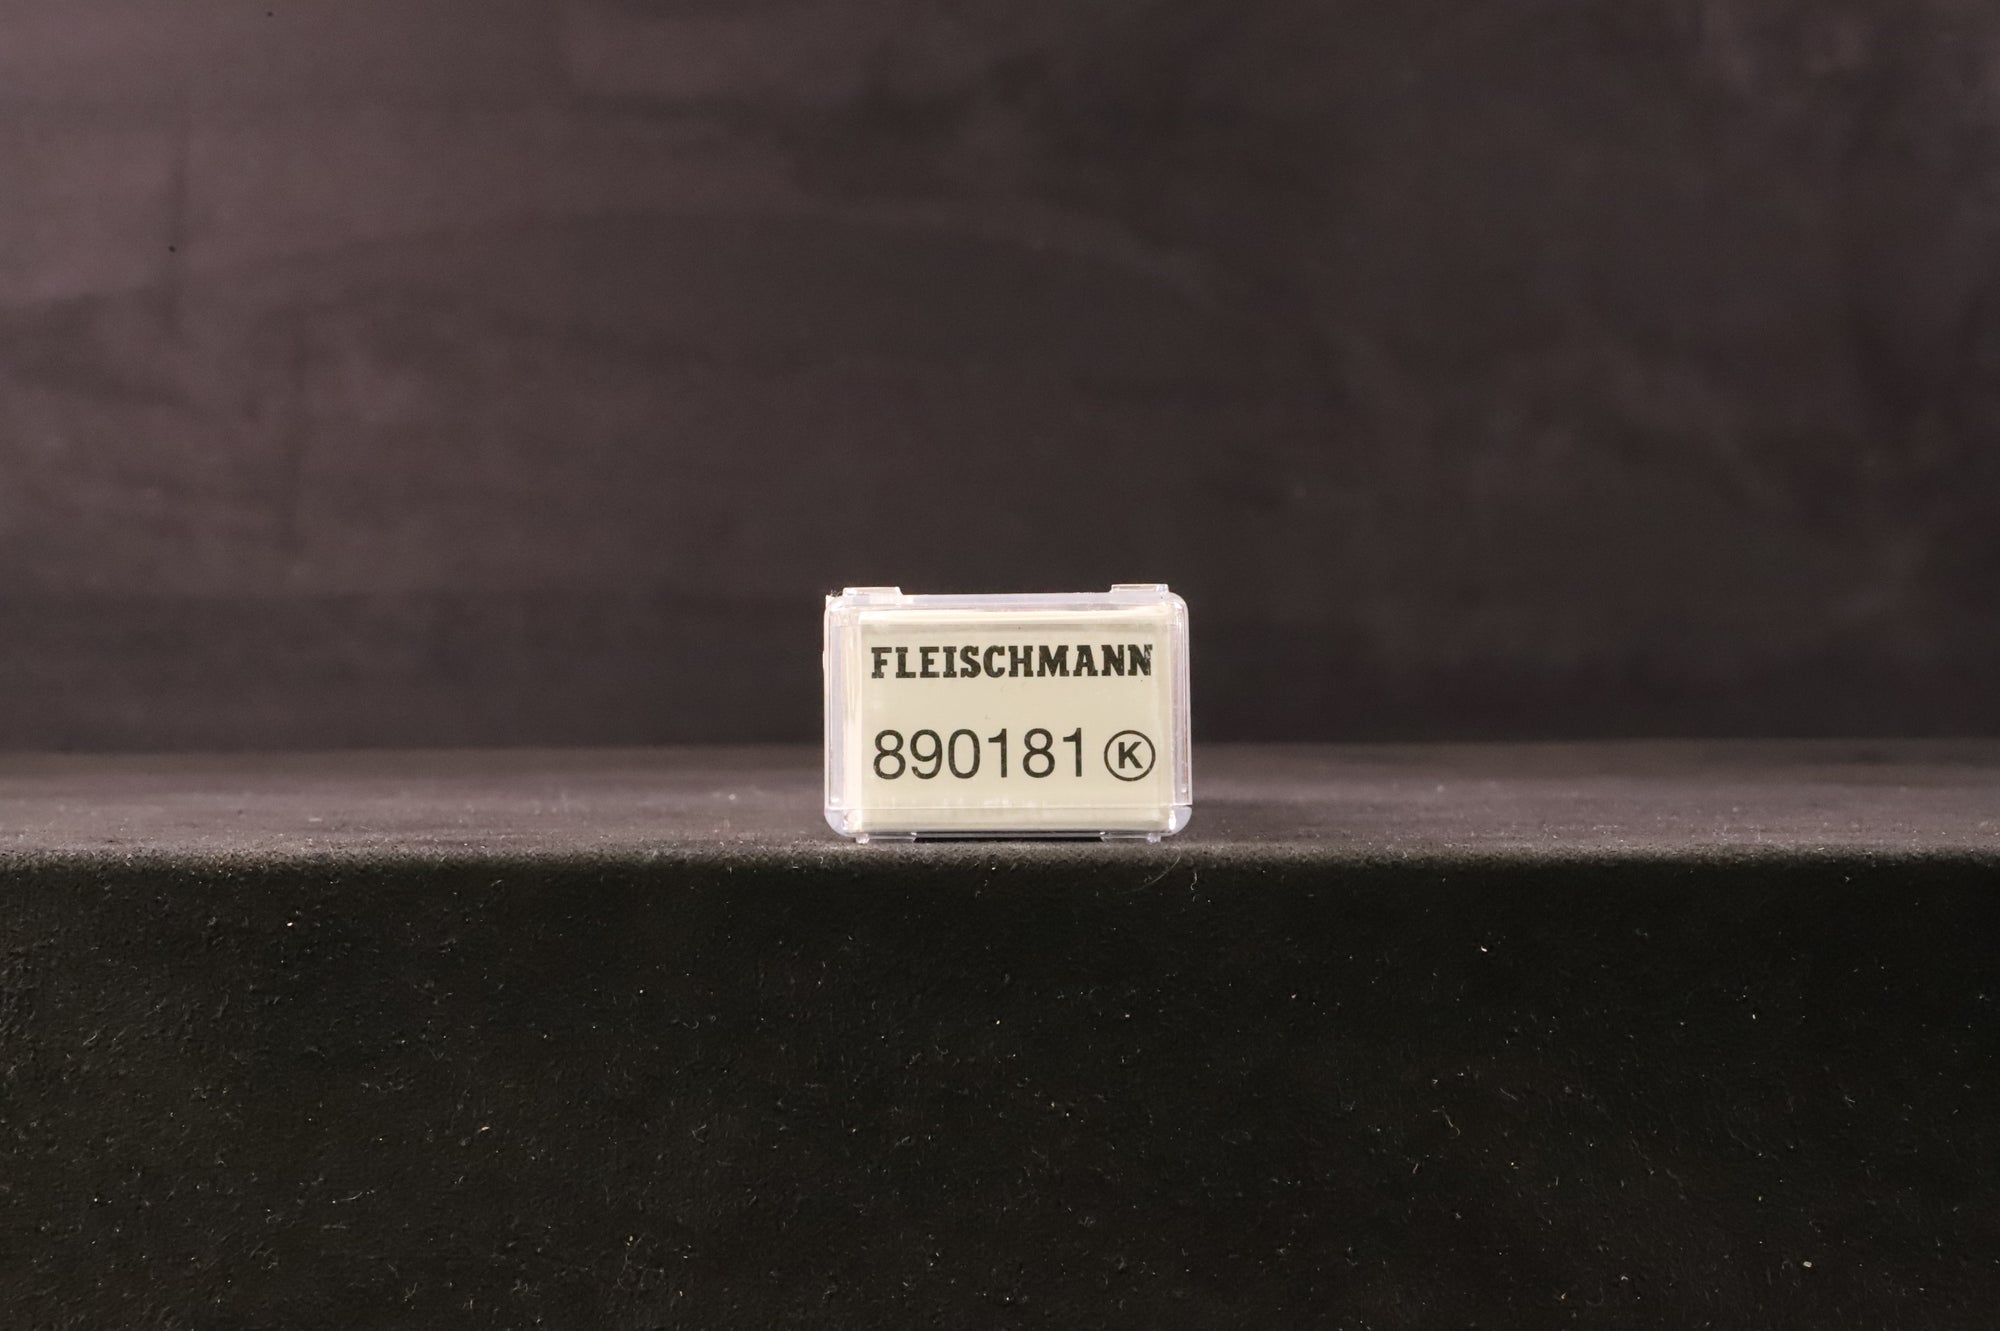 FLEISCHMANN
890181 Ⓚ